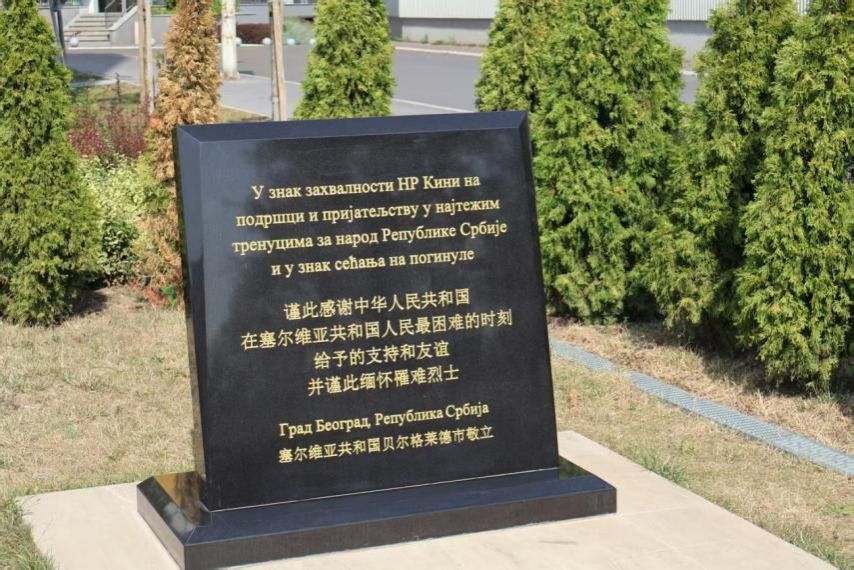 У знак захвалности НР Кини на
подршци и пријатељству у најтежим
тренуцима за народ Републике Србије
и у знак сећања на погинуле
谨此感谢中华人民共和国
在塞尔维亚共和国人民最困难的时刻
给予的支持和友谊
并谨此缅怀罹难烈士
Град Београд, Република Србија
塞尔维亚共和国贝尔格莱德市敬立